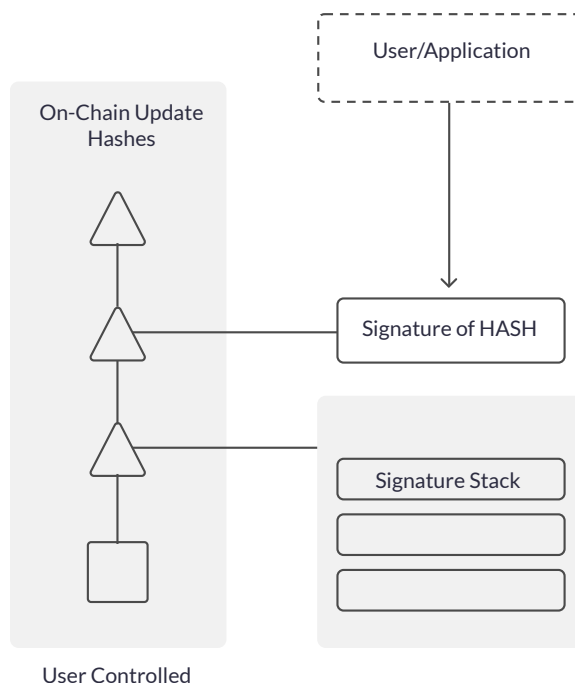 User/Application
On-Chain Update
Hashes
Signature of HASH
Signature Stack
User Controlled